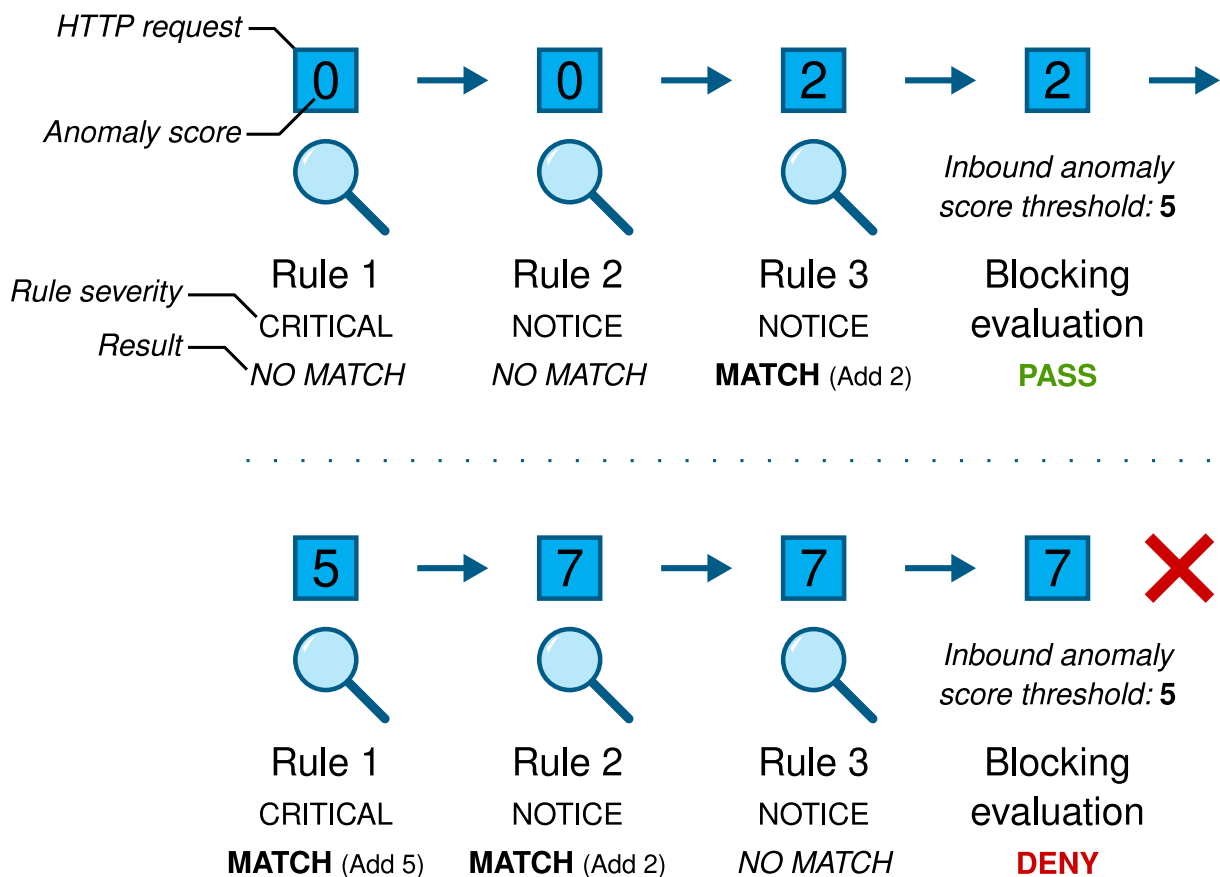 HTTP request
0 0 2 2
Anomaly score
Inbound anomaly
score threshold: 5
Rule 1 Rule 2 Rule 3 Blocking
Rule severity
CRITICAL NOTICE NOTICE evaluation
Result
NO MATCH NO MATCH MATCH (Add 2) PASS
5 7 7 7
Inbound anomaly
score threshold: 5
Rule 1 Rule 2 Rule 3 Blocking
CRITICAL NOTICE NOTICE evaluation
MATCH (Add 5) MATCH (Add 2) NO MATCH DENY